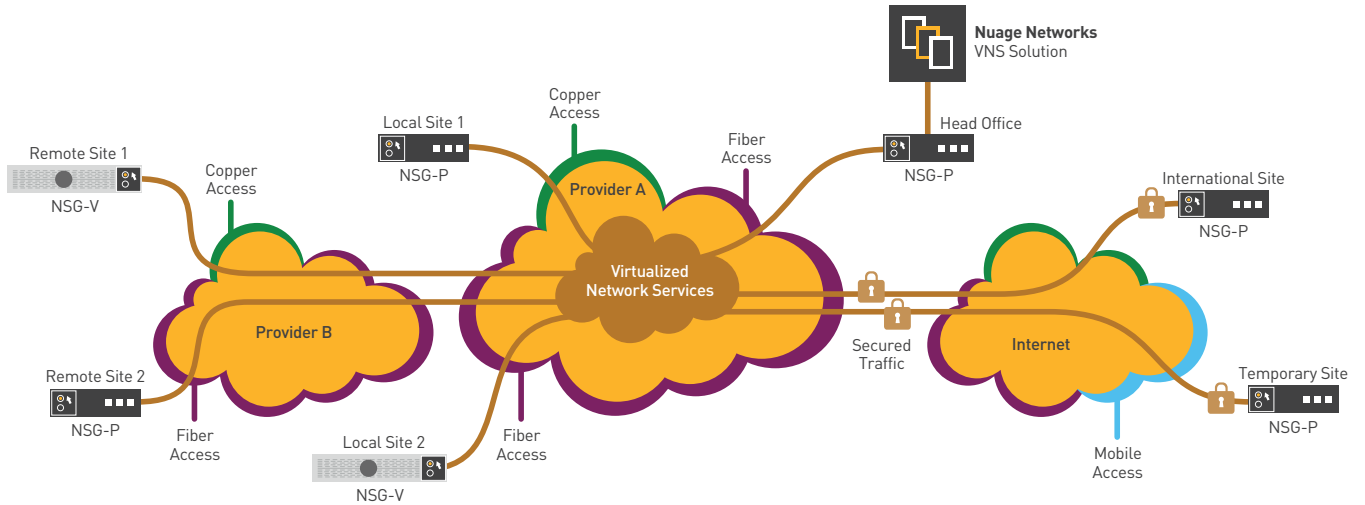 Nuage Networks
VNS Solution
Head Office
NSG-P
Copper
Access
Local Site 1
NSG-P
Fiber
Access
Remote Site 1
NSG-V
Copper
Access
Provider A
International Site
NSG-P
Virtualized
Network Services
Provider B
Secured
Traffic
Internet
Remote Site 2
NSG-P
Temporary Site
NSG-P
Fiber
Access
Local Site 2
NSG-V
Fiber
Access
Mobile
Access